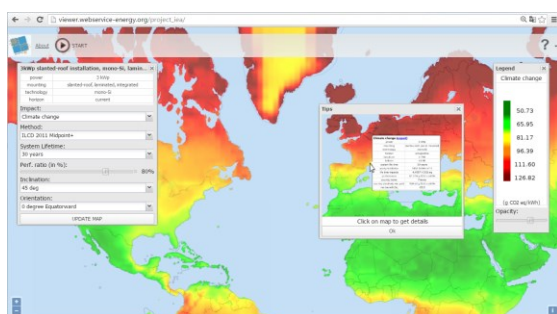 viewer.webservice-energy.org/project_iea/
About START
?
3kWp slanted-roof installation, mono-Si, lamin...
power 3 kWp
mounting slanted-roof, laminated, integrated
technology mono-Si
horizon current
Impact:
Climate change
Method:
ILCD 2011 Midpoint+
System Lifetime:
30 years
Perf. ratio (in %):
80%
Inclination:
45 deg
Orientation:
0 degree Equatorward
UPDATE MAP
Tips
Click on map to get details
Ok
Legend
Climate change
50.73
65.95
81.17
96.39
111.60
126.82
[g CO2 eq/kWh]
Opacity: